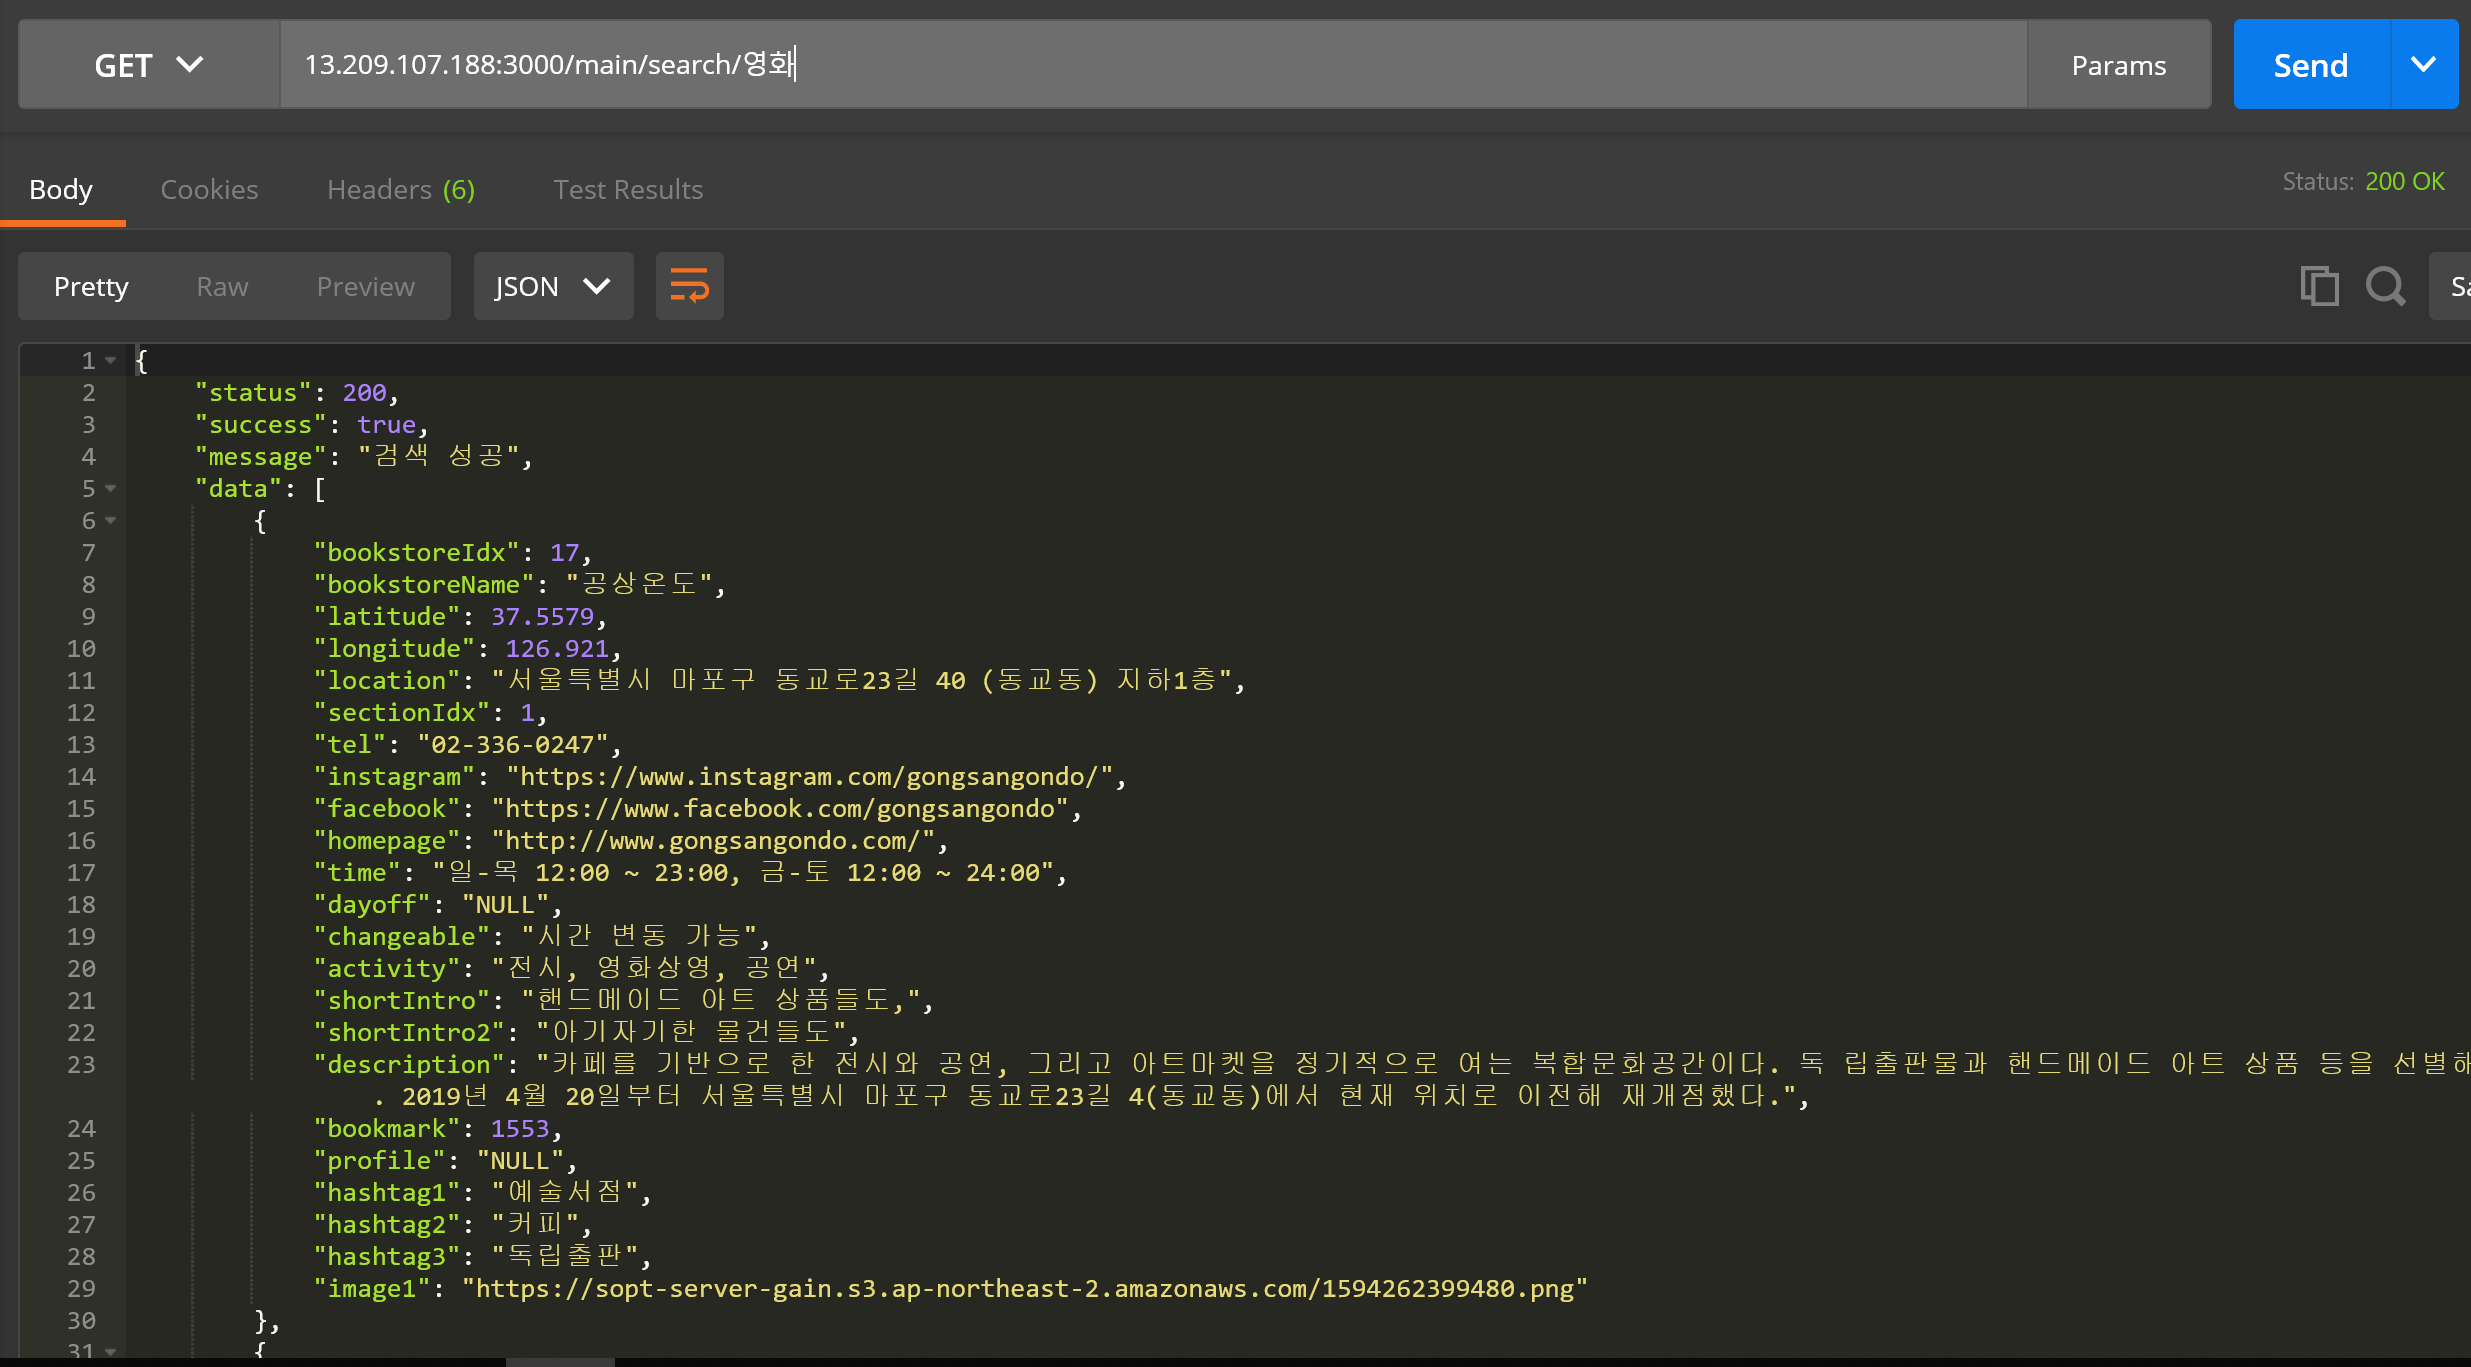 GET 13.209.107.188:3000/main/search/영화 Params Send
Body Cookies Headers (6) Test Results Status: 200 OK
Pretty Raw Preview JSON
1 {
2 "status": 200,
3 "success": true,
4 "message": "검색 성공",
5 "data": [
6 {
7 "bookstoreIdx": 17,
8 "bookstoreName": "공상온도",
9 "latitude": 37.5579,
10 "longitude": 126.921,
11 "location": "서울특별시 마포구 동교로23길 40 (동교동) 지하1층",
12 "sectionIdx": 1,
13 "tel": "02-336-0247",
14 "instagram": "https://www.instagram.com/gongsangondo/",
15 "facebook": "https://www.facebook.com/gongsangondo",
16 "homepage": "http://www.gongsangondo.com/",
17 "time": "일-목 12:00 ~ 23:00, 금-토 12:00 ~ 24:00",
18 "dayoff": "NULL",
19 "changeable": "시간 변동 가능",
20 "activity": "전시, 영화상영, 공연",
21 "shortIntro": "핸드메이드 아트 상품들도,",
22 "shortIntro2": "아기자기한 물건들도",
23 "description": "카페를 기반으로 한 전시와 공연, 그리고 아트마켓을 정기적으로 여는 복합문화공간이다. 독 립출판물과 핸드메이드 아트 상품 등을 선별해
. 2019년 4월 20일부터 서울특별시 마포구 동교로23길 4(동교동)에서 현재 위치로 이전해 재개점했다.",
24 "bookmark": 1553,
25 "profile": "NULL",
26 "hashtag1": "예술서점",
27 "hashtag2": "커피",
28 "hashtag3": "독립출판",
29 "image1": "https://sopt-server-gain.s3.ap-northeast-2.amazonaws.com/1594262399480.png"
30 },
31 {